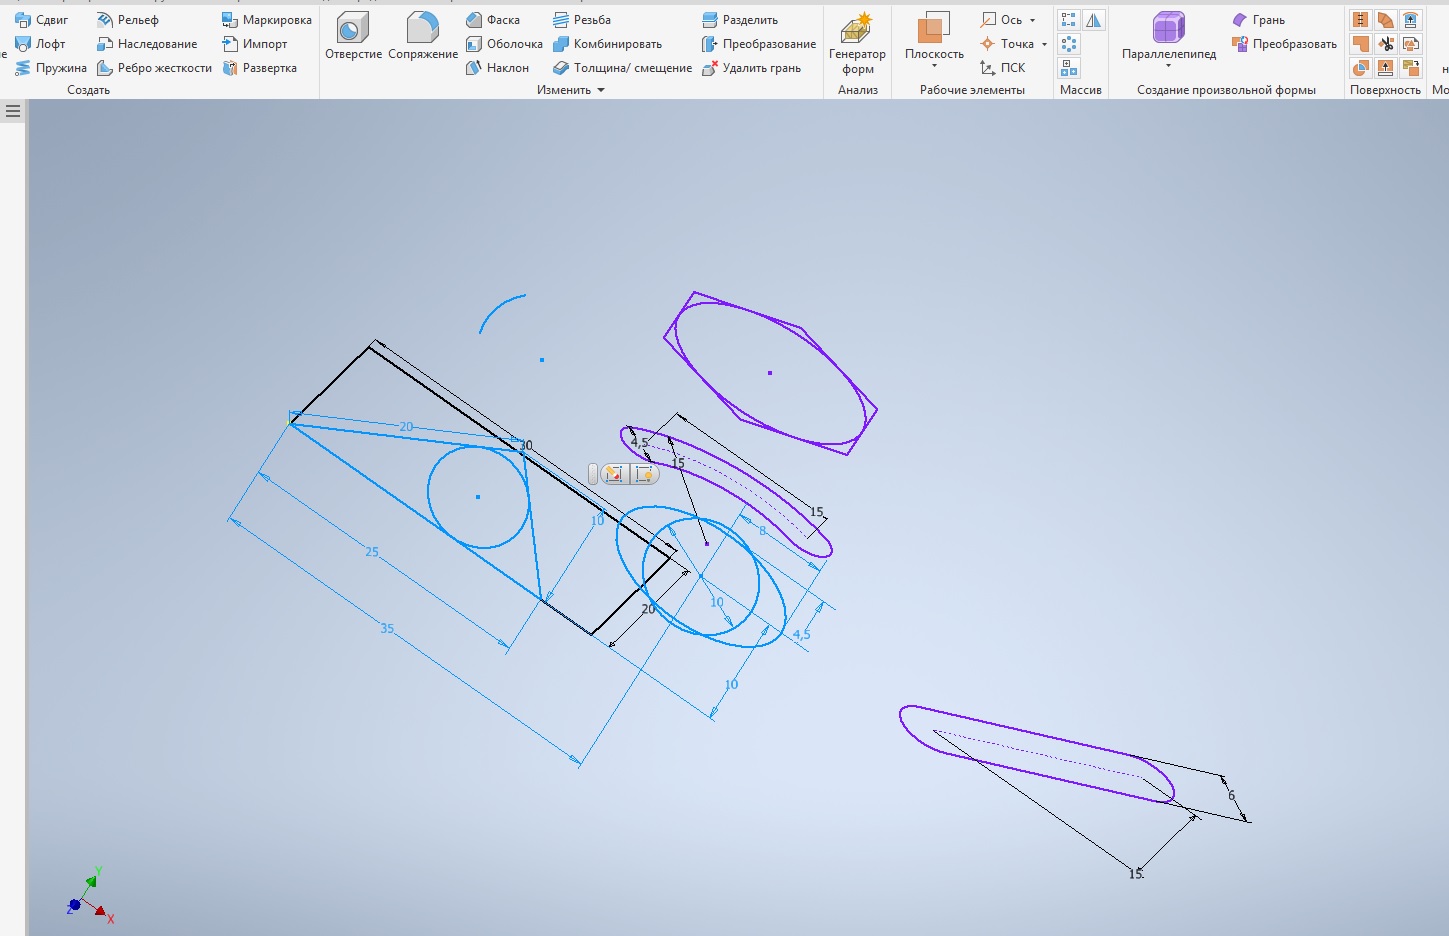 Сдвиг Рельеф Маркировка Фаска Резьба Разделить Ось Грань
Лофт Наследование Импорт Отверстие Сопряжение Оболочка Комбинировать Преобразование Генератор форм Плоскость Точка Параллелепипед Преобразовать
Пружина Ребро жесткости Развертка Наклон Толщина/ смещение Удалить грань ПСК
Создать Изменить Анализ Рабочие элементы Массив Создание произвольной формы Поверхность
20
30
4,5
15
15
10
8
25
10
20
35
4,5
10
6
15
Y
Z
X